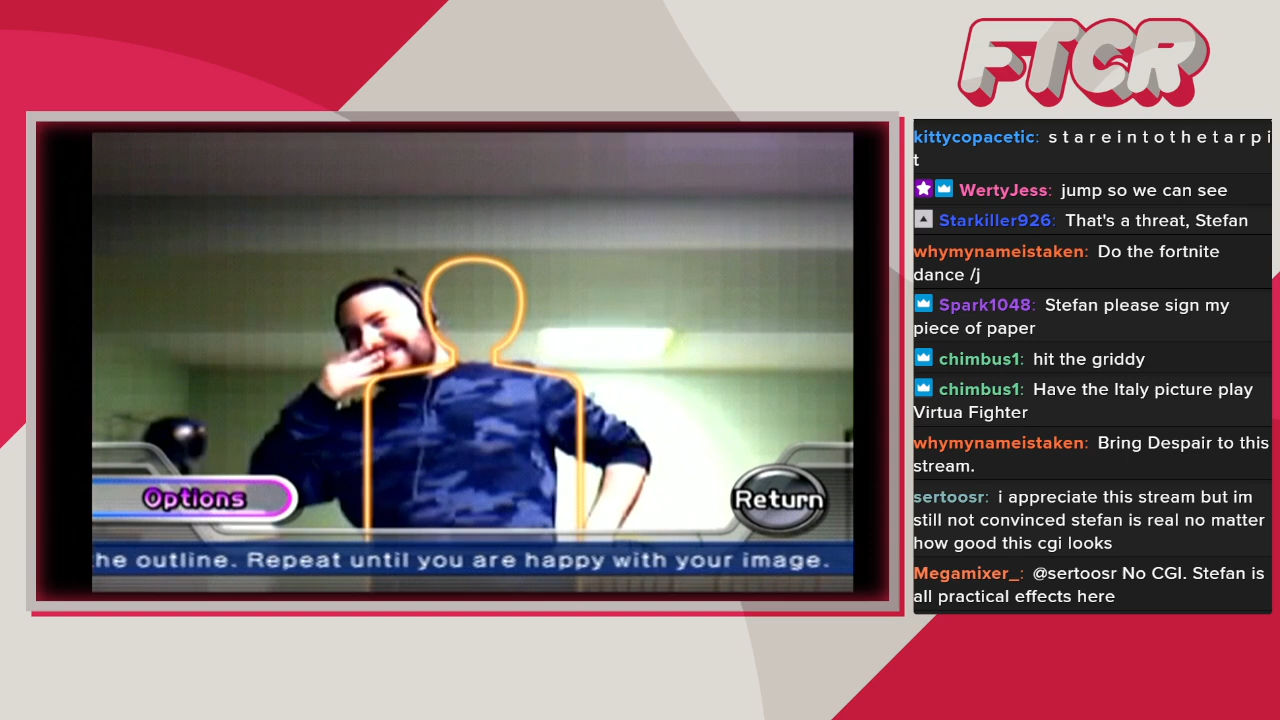 FTCR
kittycopacetic: s t a r e i n t o t h e t a r p i
t
WertyJess: jump so we can see
Starkiller926: That's a threat, Stefan
whymynameistaken: Do the fortnite
dance /j
Spark1048: Stefan please sign my
piece of paper
chimbus1: hit the griddy
chimbus1: Have the Italy picture play
Virtua Fighter
whymynameistaken: Bring Despair to this
stream.
sertoosr: i appreciate this stream but im
still not convinced stefan is real no matter
how good this cgi looks
Megamixer_: @sertoosr No CGI. Stefan is
all practical effects here
Options
Return
he outline. Repeat until you are happy with your image.